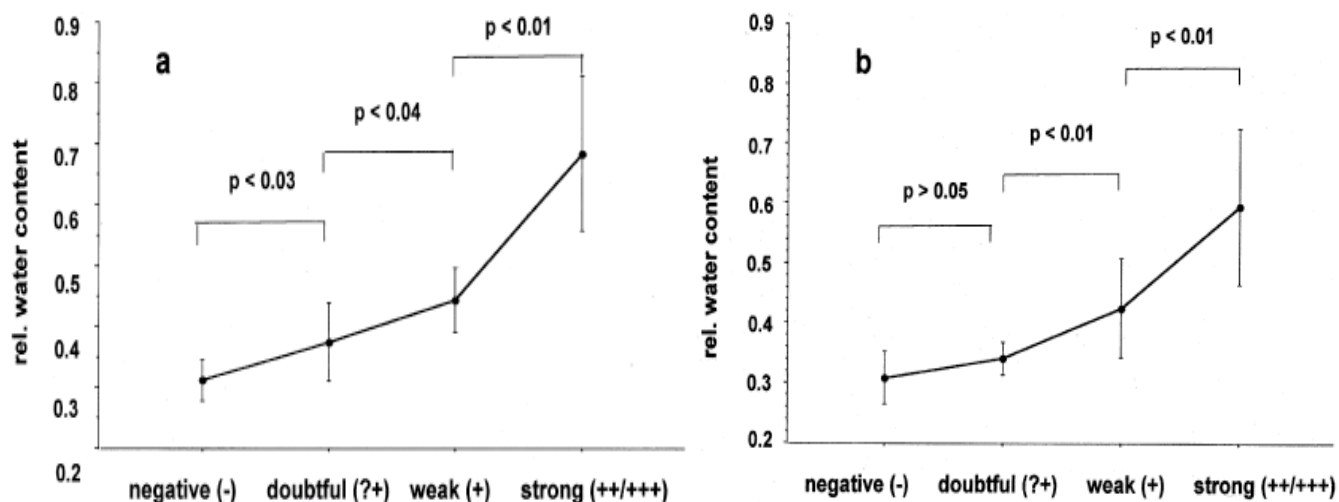 a
rel. water content
0.9
0.8
0.7
0.6
0.5
0.4
0.3
0.2
p < 0.03
p < 0.04
p < 0.01
negative (-) doubtful (?+) weak (+) strong (++/+++)
b
rel. water content
0.9
0.8
0.7
0.6
0.5
0.4
0.3
0.2
p > 0.05
p < 0.01
p < 0.01
negative (-) doubtful (?+) weak (+) strong (++/+++)